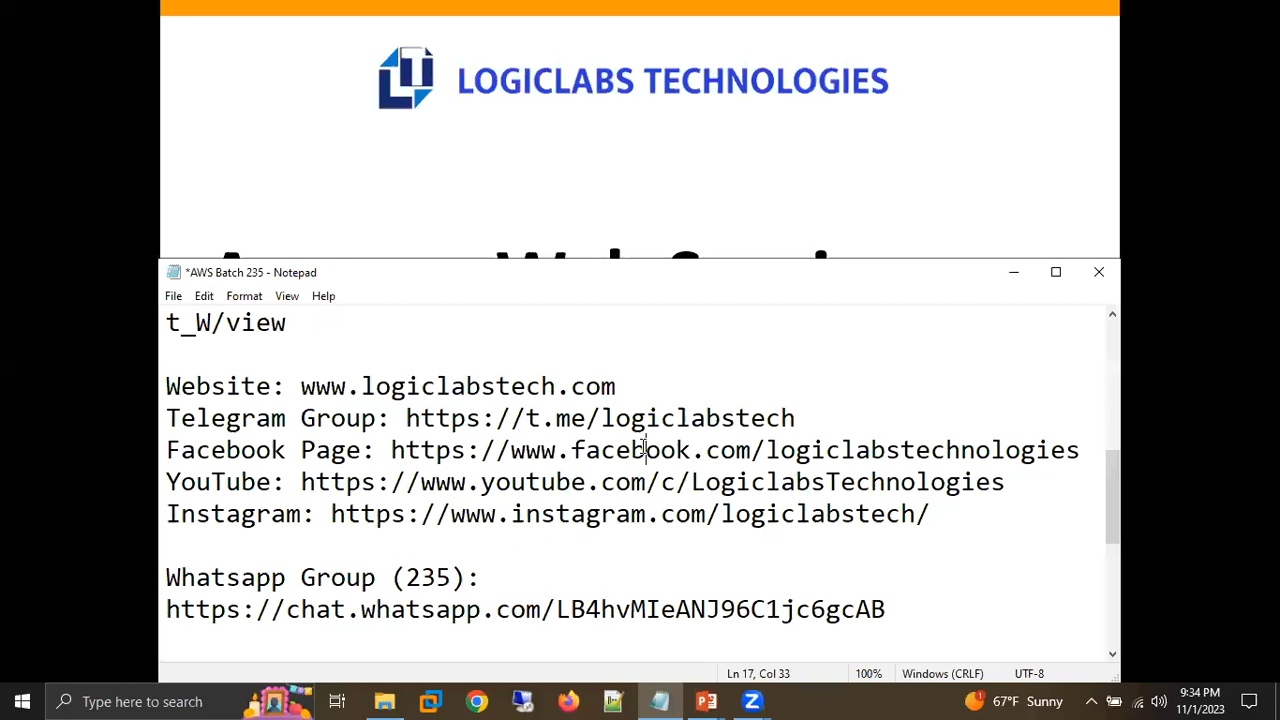 LOGICLABS TECHNOLOGIES
*AWS Batch 235 - Notepad
File Edit Format View Help
t_W/view
Website: www.logiclabstech.com
Telegram Group: https://t.me/logiclabstech
Facebook Page: https://www.facebook.com/logiclabstechnologies
YouTube: https://www.youtube.com/c/LogiclabsTechnologies
Instagram: https://www.instagram.com/logiclabstech/
Whatsapp Group (235):
https://chat.whatsapp.com/LB4hvMIeANJ96C1jc6gcAB
Ln 17, Col 33 100% Windows (CRLF) UTF-8
Type here to search 67°F Sunny 9:34 PM
11/1/2023